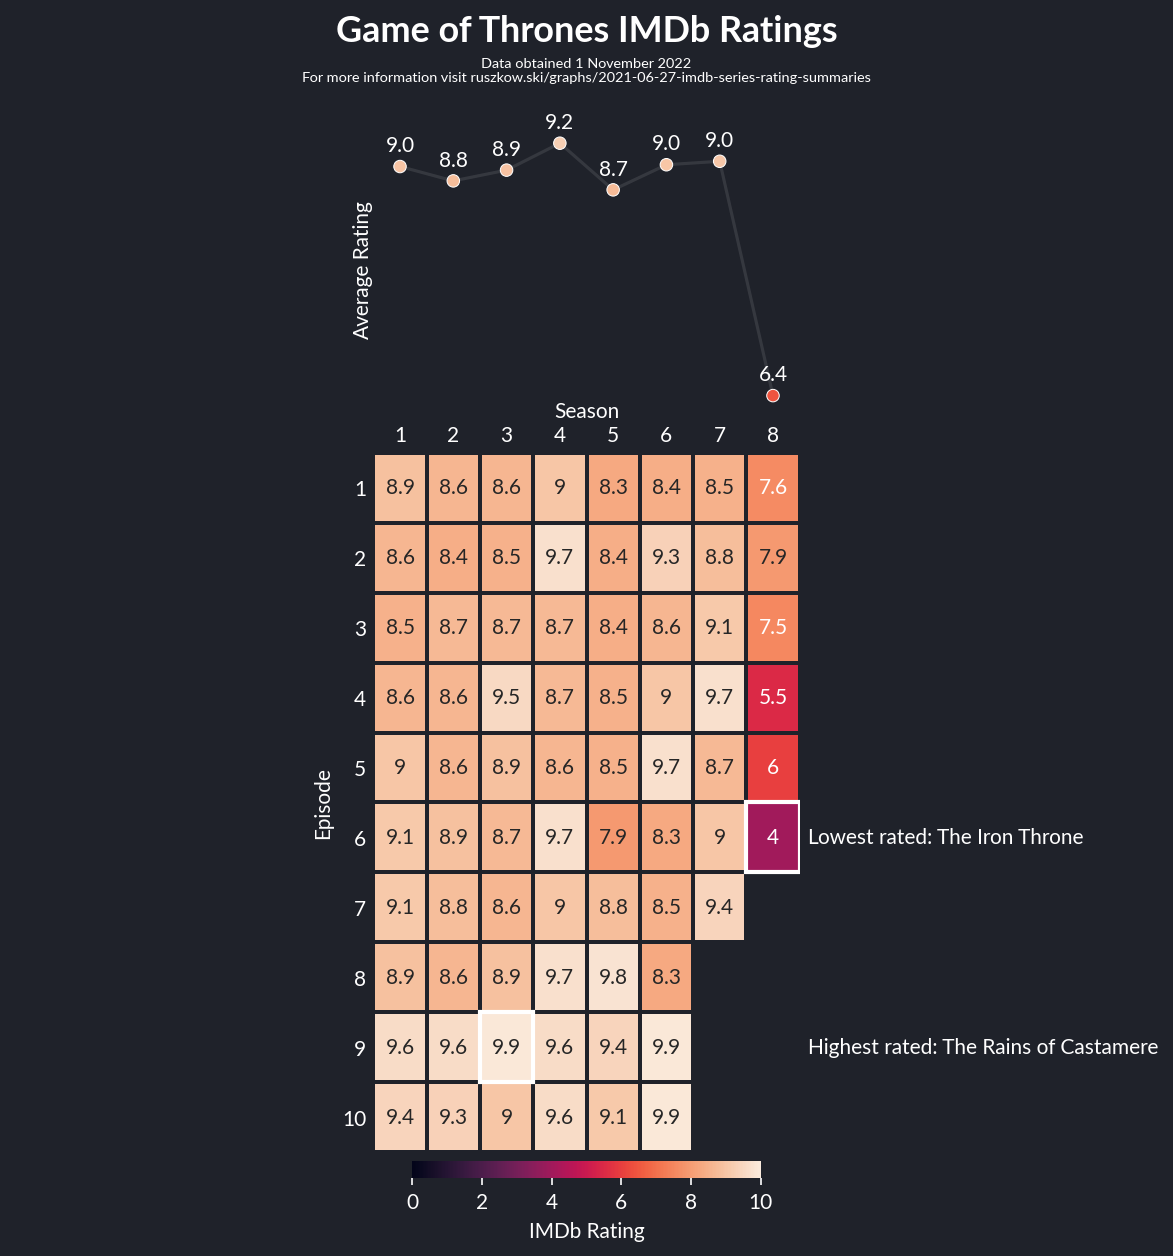 Game of Thrones IMDb Ratings
Data obtained 1 November 2022
For more information visit ruszkow.ski/graphs/2021-06-27-imdb-series-rating-summaries
9.0 8.8 8.9 9.2 8.7 9.0 9.0 6.4
Average Rating
Season
1 2 3 4 5 6 7 8
Episode
1 8.9 8.6 8.6 9 8.3 8.4 8.5 7.6
2 8.6 8.4 8.5 9.7 8.4 9.3 8.8 7.9
3 8.5 8.7 8.7 8.7 8.4 8.6 9.1 7.5
4 8.6 8.6 9.5 8.7 8.5 9 9.7 5.5
5 9 8.6 8.9 8.6 8.5 9.7 8.7 6
6 9.1 8.9 8.7 9.7 7.9 8.3 9 4 Lowest rated: The Iron Throne
7 9.1 8.8 8.6 9 8.8 8.5 9.4
8 8.9 8.6 8.9 9.7 9.8 8.3
9 9.6 9.6 9.9 9.6 9.4 9.9 Highest rated: The Rains of Castamere
10 9.4 9.3 9 9.6 9.1 9.9
0 2 4 6 8 10
IMDb Rating